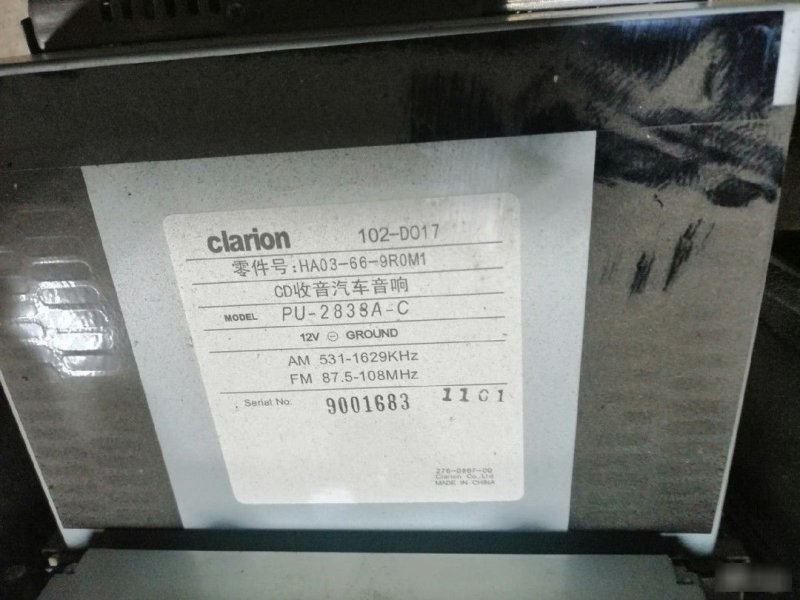 clarion 102-D017
零件号:HA03-66-9R0M1
CD收音汽车音响
MODEL PU-2838A-C
12V ⊖ GROUND
AM 531-1629KHz
FM 87.5-108MHz
Serial No: 9001683 1101
Clarion Co.,Ltd
MADE IN CHINA